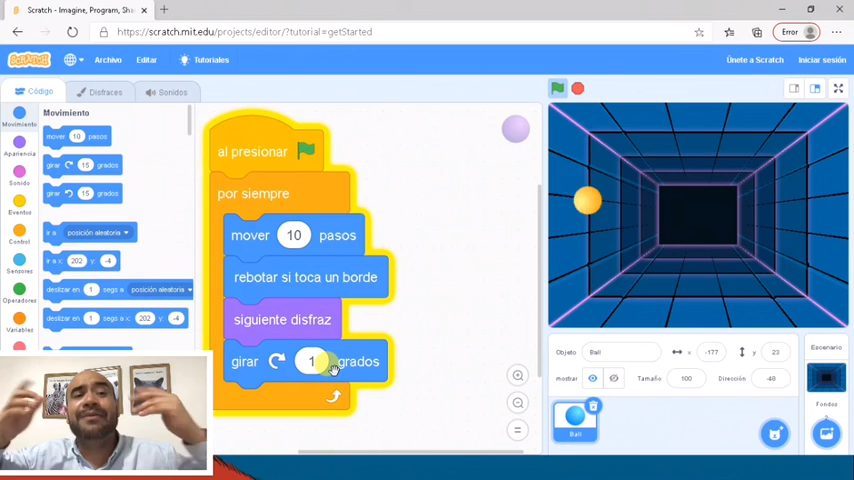 Scratch - Imagine, Program, Sha
https://scratch.mit.edu/projects/editor/?tutorial=getStarted
Error
SCRATCH
Archivo
Editar
Tutoriales
Únete a Scratch
Iniciar sesión
Código
Disfraces
Sonidos
Movimiento
Apariencia
Sonido
Eventos
Control
Sensores
Operadores
Variables
Movimiento
mover 10 pasos
girar 15 grados
girar 15 grados
ir a posición aleatoria
ir a x: 202 y: -4
deslizar en 1 segs a posición aleatoria
deslizar en 1 segs a x: 202 y: -4
al presionar
por siempre
mover 10 pasos
rebotar si toca un borde
siguiente disfraz
girar 1 grados
Objeto Ball x -177 y 23
mostrar Tamaño 100 Dirección -48
Ball
Escenario
Fondos